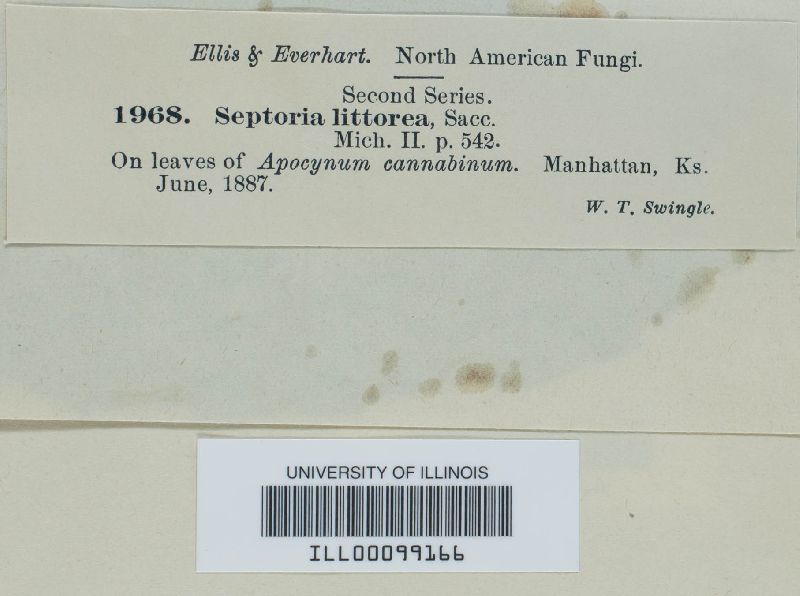 Ellis & Everhart. North American Fungi.
Second Series.
1968. Septoria littorea, Sacc.
Mich. II. p. 542.
On leaves of Apocynum cannabinum. Manhattan, Ks.
June, 1887.
W. T. Swingle.
UNIVERSITY OF ILLINOIS
ILL00099166